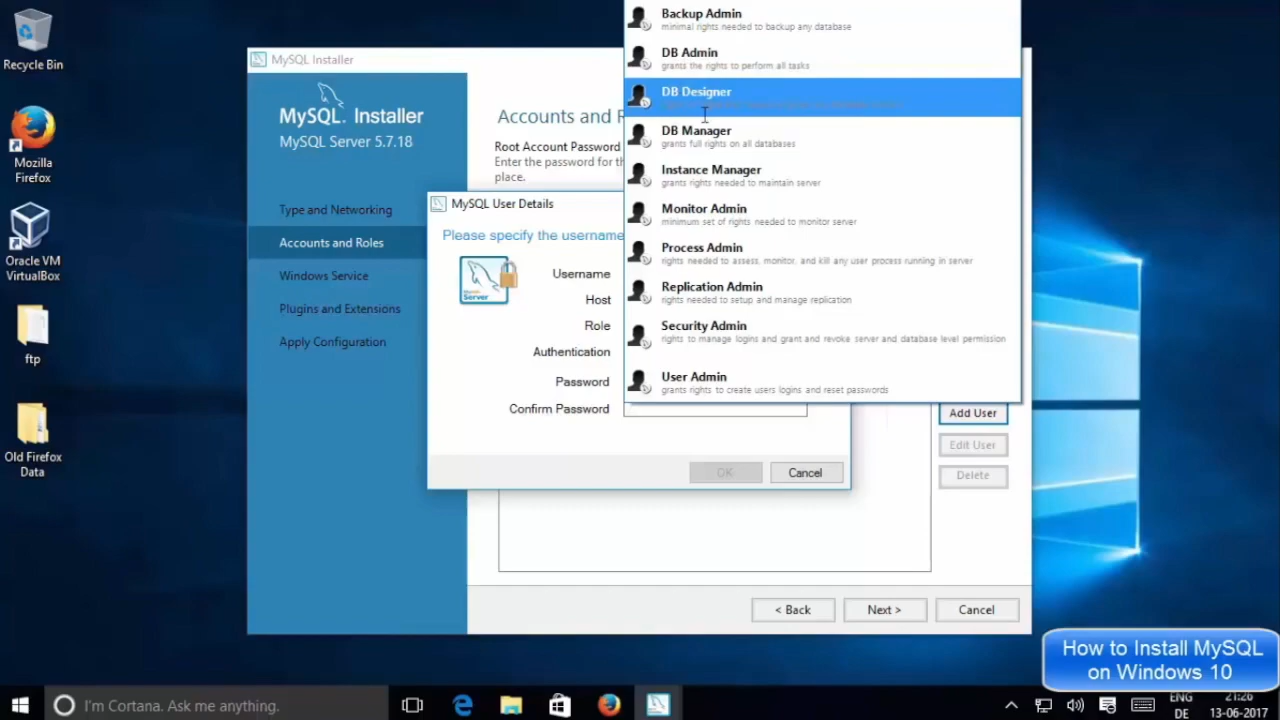 Recycle Bin
Mozilla
Firefox
Oracle VM
VirtualBox
ftp
Old Firefox
Data
MySQL Installer
MySQL. Installer
MySQL Server 5.7.18
Type and Networking
Accounts and Roles
Windows Service
Plugins and Extensions
Apply Configuration
Accounts and R
Root Account Password
Enter the password for th
place.
MySQL User Details
Please specify the username
Server
Username
Host
Role
Authentication
Password
Confirm Password
OK
Cancel
Backup Admin
minimal rights needed to backup any database
DB Admin
grants the rights to perform all tasks
DB Designer
DB Manager
grants full rights on all databases
Instance Manager
grants rights needed to maintain server
Monitor Admin
minimum set of rights needed to monitor server
Process Admin
rights needed to assess, monitor, and kill any user process running in server
Replication Admin
rights needed to setup and manage replication
Security Admin
rights to manage logins and grant and revoke server and database level permission
User Admin
grants rights to create users logins and reset passwords
Add User
Edit User
Delete
< Back
Next >
Cancel
How to Install MySQL
on Windows 10
I'm Cortana. Ask me anything.
ENG
DE
21:26
13-06-2017